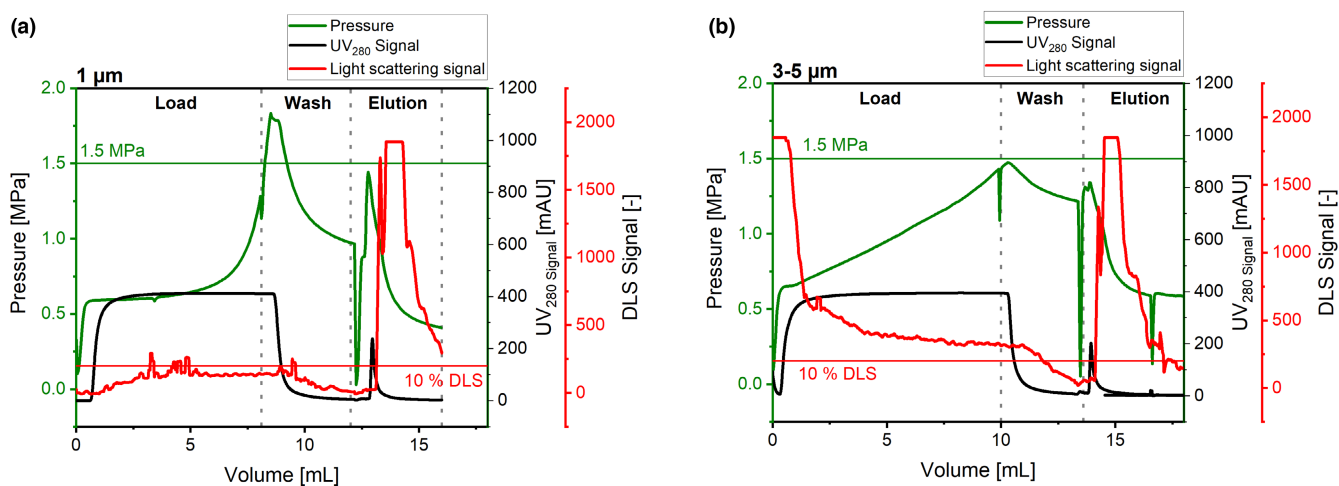 (a)
Pressure
UV280 Signal
Light scattering signal
1 µm
Load
Wash
Elution
1.5 MPa
10 % DLS
2.0
1.5
1.0
0.5
0.0
Pressure [MPa]
1200
1000
800
600
400
200
0
UV280 Signal [mAU]
2000
1500
1000
500
0
DLS Signal [-]
0
5
10
15
Volume [mL]
(b)
Pressure
UV280 Signal
Light scattering signal
3-5 µm
Load
Wash
Elution
1.5 MPa
10 % DLS
2.0
1.5
1.0
0.5
0.0
Pressure [MPa]
1200
1000
800
600
400
200
0
UV280 Signal [mAU]
2000
1500
1000
500
0
DLS Signal [-]
0
5
10
15
Volume [mL]